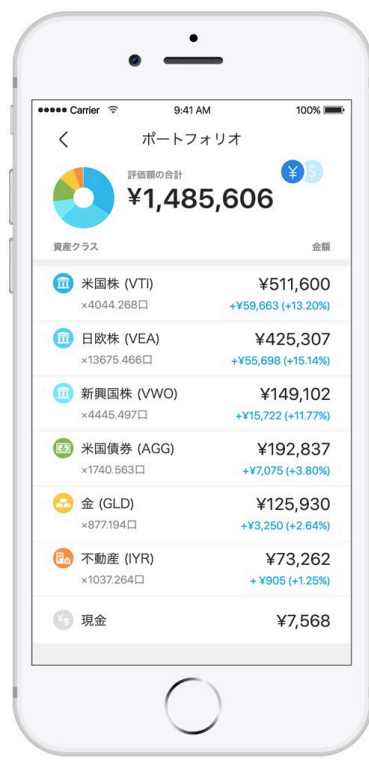 Carrier 9:41 AM 100%
ポートフォリオ
評価額の合計
¥1,485,606
¥ $
資産クラス 金額
米国株 (VTI) ¥511,600
×4044.268口 +¥59,663 (+13.20%)
日欧株 (VEA) ¥425,307
×13675.466口 +¥55,698 (+15.14%)
新興国株 (VWO) ¥149,102
×4445.497口 +¥15,722 (+11.77%)
米国債券 (AGG) ¥192,837
×1740.563口 +¥7,075 (+3.80%)
金 (GLD) ¥125,930
×877.194口 +¥3,250 (+2.64%)
不動産 (IYR) ¥73,262
×1037.264口 + ¥905 (+1.25%)
¥$ 現金 ¥7,568